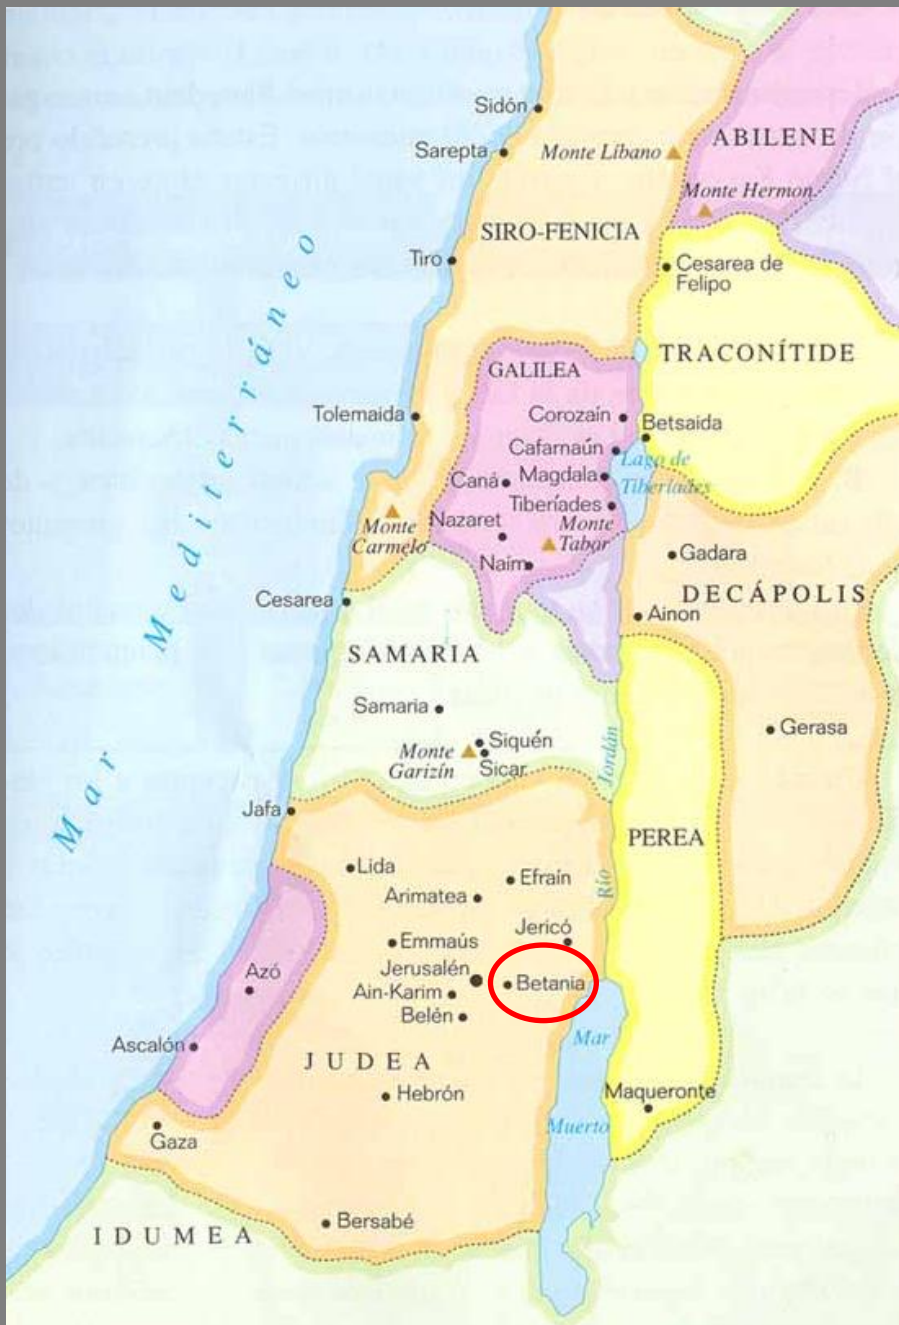 Sidón
Sarepta
Monte Líbano
ABILENE
Monte Hermon
SIRO-FENICIA
Tiro
Cesarea de
Felipo
TRACONÍTIDE
GALILEA
Tolemaida
Corozaín
Betsaida
Cafarnaún
Lago de
Tiberíades
Caná
Magdala
Tiberíades
Nazaret
Monte
Tabor
Monte
Carmelo
Naim
Gadara
DECÁPOLIS
Cesarea
Ainon
SAMARIA
Samaria
Siquén
Sicar
Monte
Garizín
Gerasa
Río Jordán
Mar Mediterráneo
Jafa
PEREA
Lida
Efraín
Arimatea
Jericó
Emmaús
Jerusalén
Betania
Azó
Ain-Karim
Belén
Ascalón
JUDEA
Mar
Muerto
Hebrón
Maqueronte
Gaza
Bersabé
IDUMEA